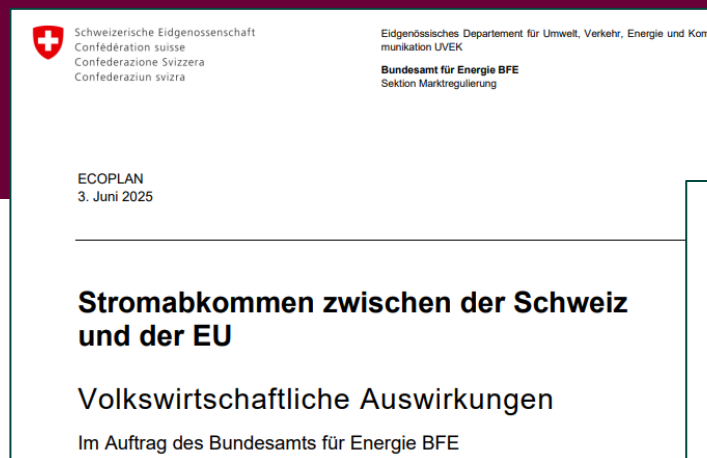 Schweizerische Eidgenossenschaft
Confédération suisse
Confederazione Svizzera
Confederaziun svizra
Eidgenössisches Departement für Umwelt, Verkehr, Energie und Kom
munikation UVEK
Bundesamt für Energie BFE
Sektion Marktregulierung
ECOPLAN
3. Juni 2025
Stromabkommen zwischen der Schweiz
und der EU
Volkswirtschaftliche Auswirkungen
Im Auftrag des Bundesamts für Energie BFE